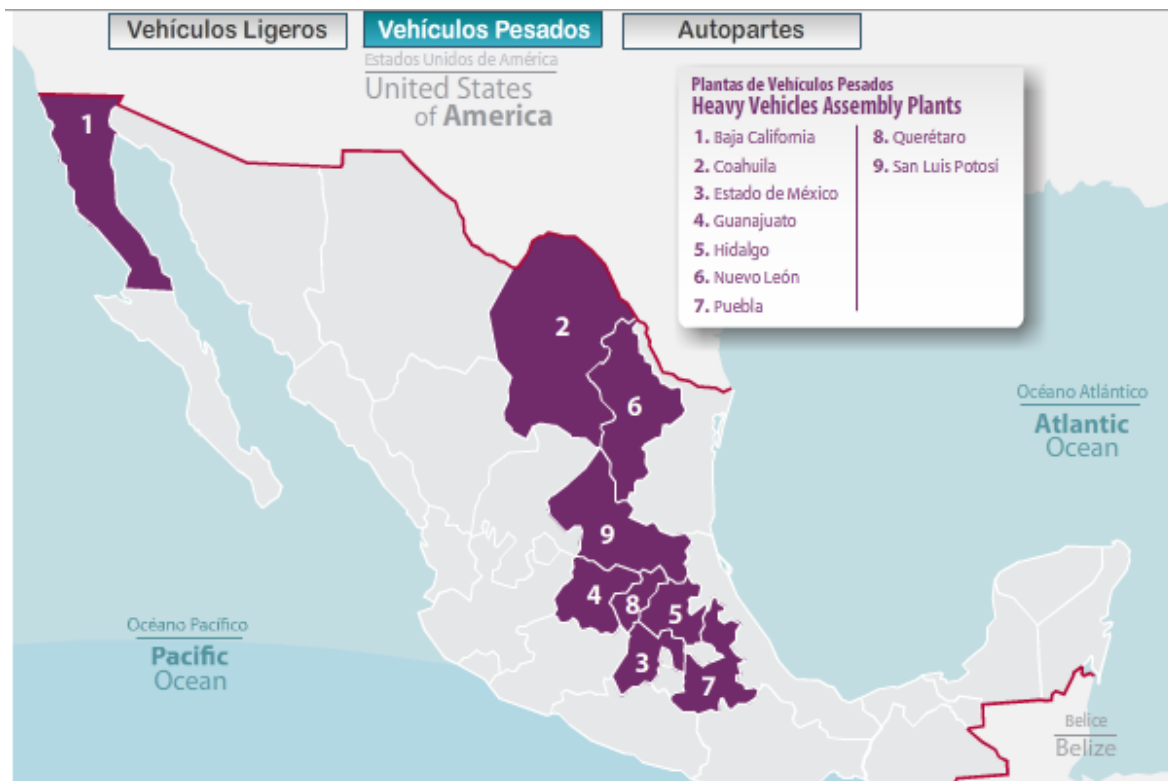 Vehículos Ligeros
Vehículos Pesados
Autopartes
Estados Unidos de América
United States
of America
Plantas de Vehículos Pesados
Heavy Vehicles Assembly Plants
1. Baja California
2. Coahuila
3. Estado de México
4. Guanajuato
5. Hidalgo
6. Nuevo León
7. Puebla
8. Querétaro
9. San Luis Potosí
1
2
6
9
4
8
5
3
7
Océano Atlántico
Atlantic
Ocean
Océano Pacífico
Pacific
Ocean
Belice
Belize